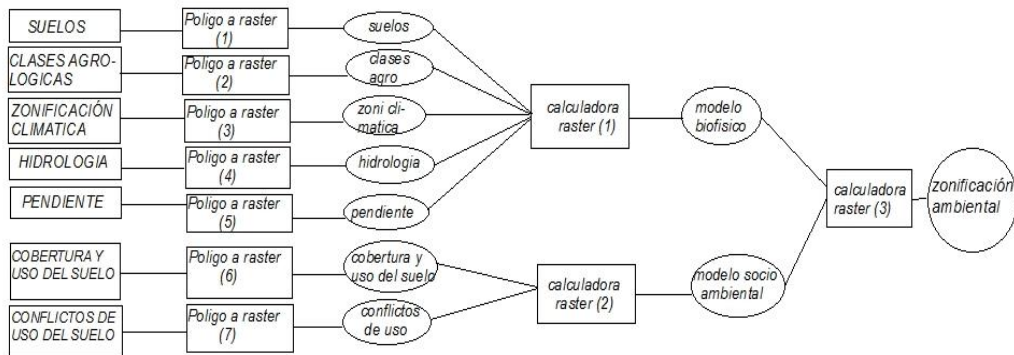 SUELOS
Poligo a raster
(1)
suelos
CLASES AGRO-
LOGICAS
Poligo a raster
(2)
clases
agro
ZONIFICACIÓN
CLIMATICA
Poligo a raster
(3)
zoni cli-
matica
HIDROLOGIA
Poligo a raster
(4)
hidrologia
PENDIENTE
Poligo a raster
(5)
pendiente
COBERTURA Y
USO DEL SUELO
Poligo a raster
(6)
cobertura y
uso del suelo
CONFLICTOS DE
USO DEL SUELO
Poligo a raster
(7)
conflictos
de uso
calculadora
raster (1)
modelo
biofisico
calculadora
raster (2)
modelo socio
ambiental
calculadora
raster (3)
zonificación
ambiental